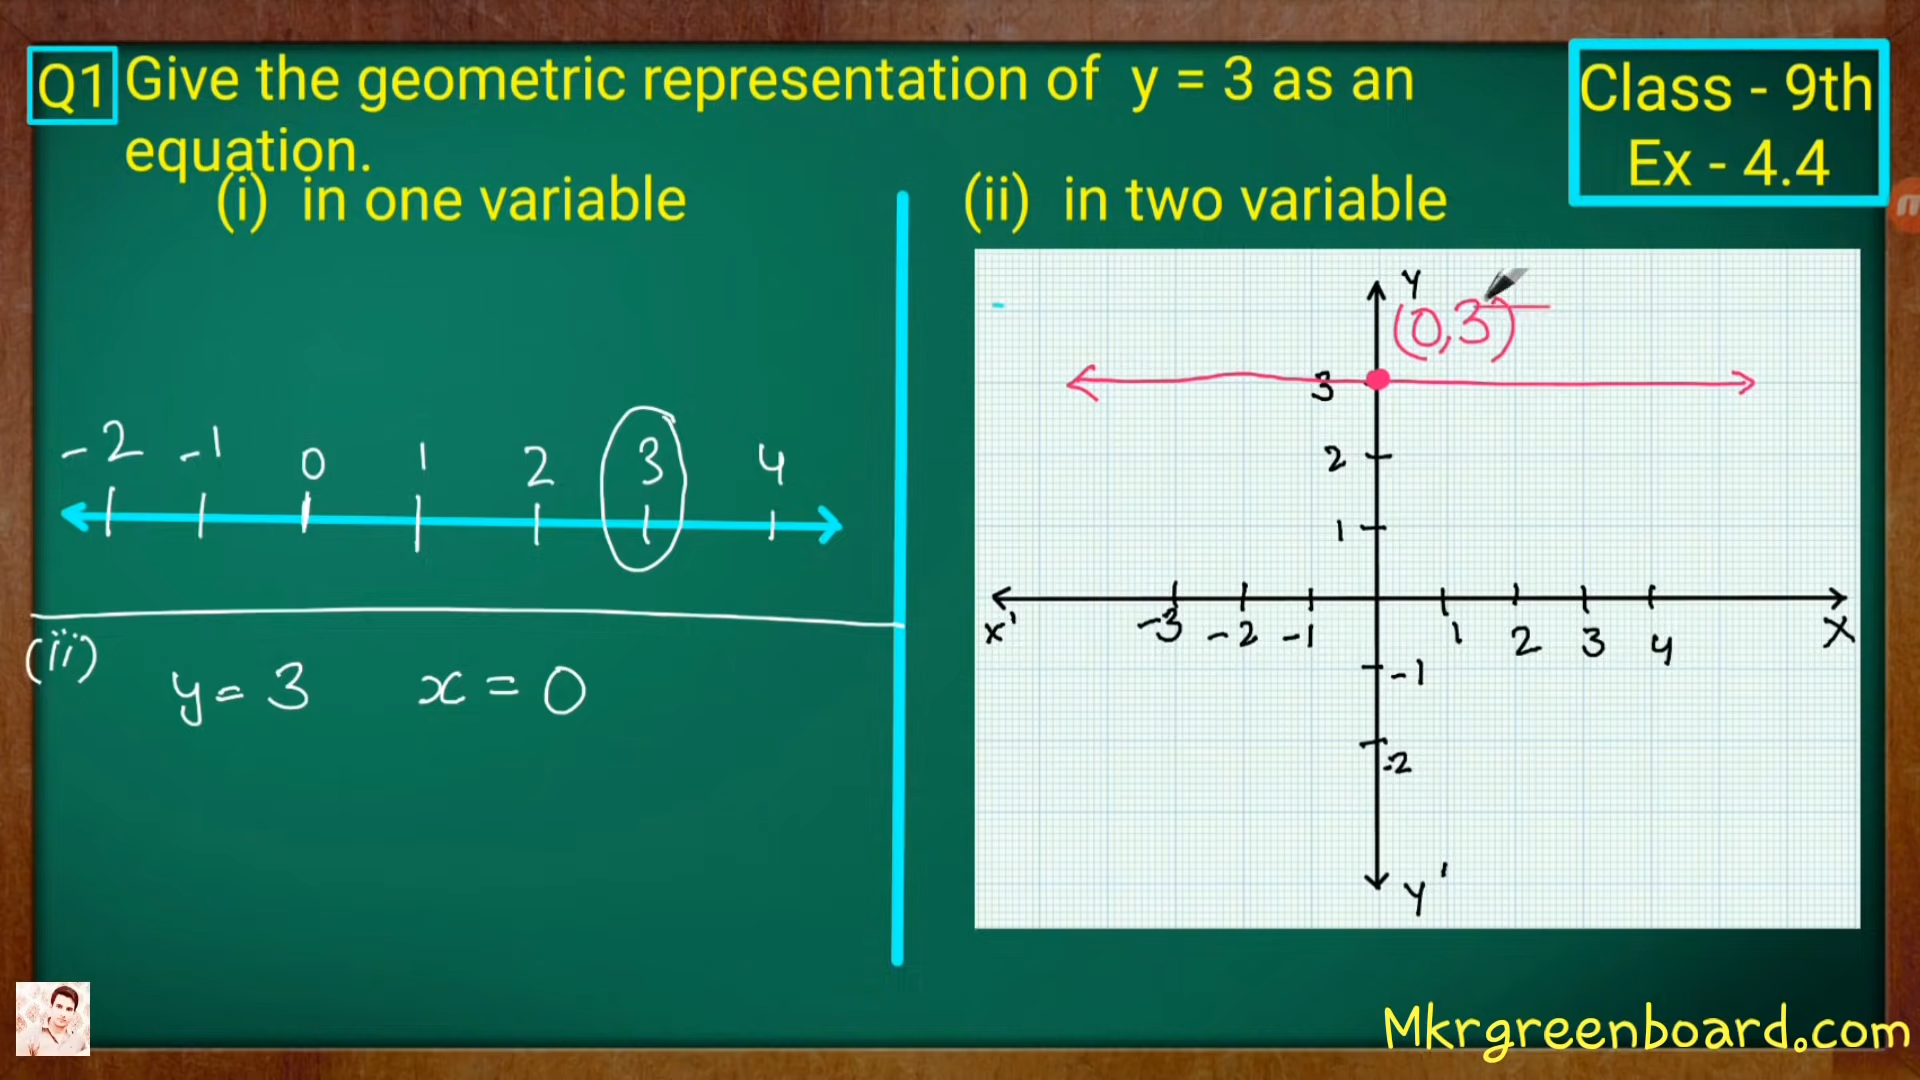 Q1 Give the geometric representation of y = 3 as an
equation.
Class - 9th
Ex - 4.4
(i) in one variable
-2 -1 0 1 2 3 4
(ii)
y = 3 x = 0
(ii) in two variable
Y
(0,3)
3
2
1
X' -3 -2 -1 1 2 3 4 X
-1
-2
Y'
Mkrgreenboard.com